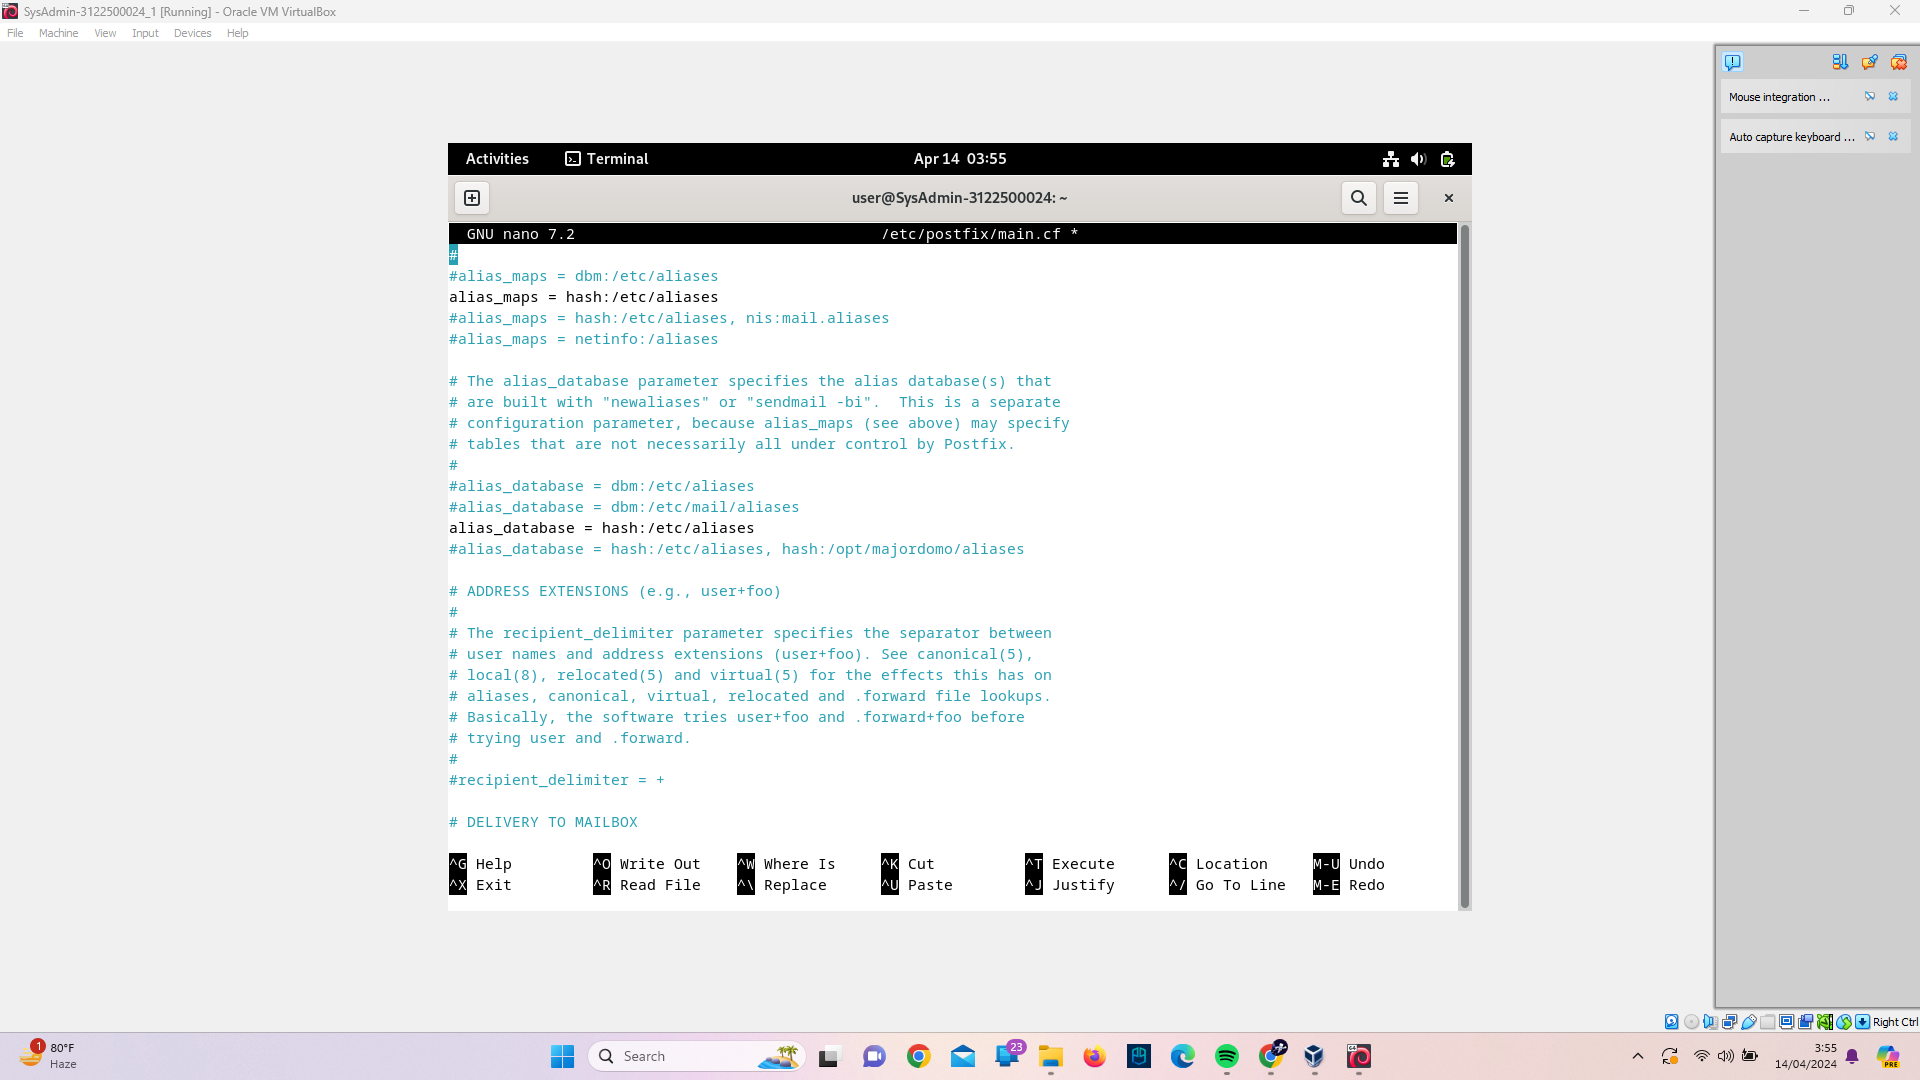 SysAdmin-3122500024_1 [Running] - Oracle VM VirtualBox
File Machine View Input Devices Help
Mouse integration ...
Auto capture keyboard ...
Activities Terminal Apr 14 03:55
user@SysAdmin-3122500024: ~
GNU nano 7.2 /etc/postfix/main.cf *
#
#alias_maps = dbm:/etc/aliases
alias_maps = hash:/etc/aliases
#alias_maps = hash:/etc/aliases, nis:mail.aliases
#alias_maps = netinfo:/aliases
# The alias_database parameter specifies the alias database(s) that
# are built with "newaliases" or "sendmail -bi".  This is a separate
# configuration parameter, because alias_maps (see above) may specify
# tables that are not necessarily all under control by Postfix.
#
#alias_database = dbm:/etc/aliases
#alias_database = dbm:/etc/mail/aliases
alias_database = hash:/etc/aliases
#alias_database = hash:/etc/aliases, hash:/opt/majordomo/aliases
# ADDRESS EXTENSIONS (e.g., user+foo)
#
# The recipient_delimiter parameter specifies the separator between
# user names and address extensions (user+foo). See canonical(5),
# local(8), relocated(5) and virtual(5) for the effects this has on
# aliases, canonical, virtual, relocated and .forward file lookups.
# Basically, the software tries user+foo and .forward+foo before
# trying user and .forward.
#
#recipient_delimiter = +
# DELIVERY TO MAILBOX
^G Help ^O Write Out ^W Where Is ^K Cut ^T Execute ^C Location M-U Undo
^X Exit ^R Read File ^\ Replace ^U Paste ^J Justify ^/ Go To Line M-E Redo
Right Ctrl
1
80°F
Haze
Search
23
3:55
14/04/2024
PRE